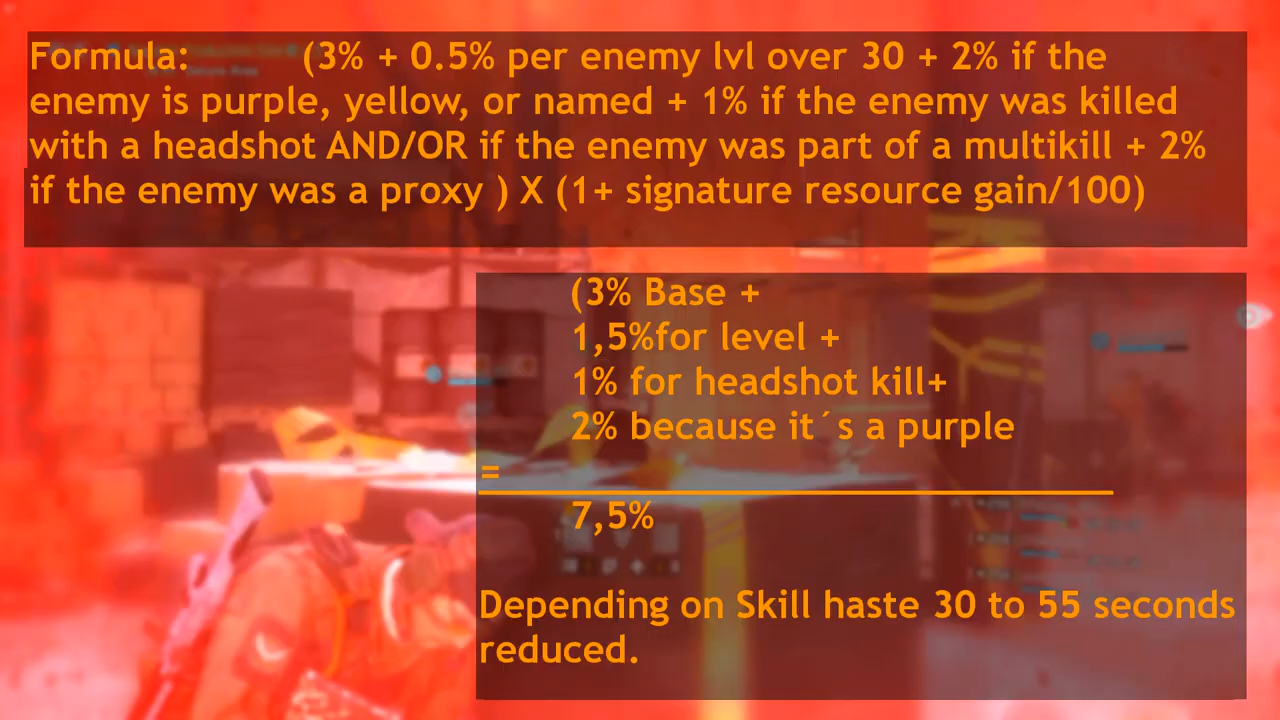 Formula: (3% + 0.5% per enemy lvl over 30 + 2% if the
enemy is purple, yellow, or named + 1% if the enemy was killed
with a headshot AND/OR if the enemy was part of a multikill + 2%
if the enemy was a proxy ) X (1+ signature resource gain/100)
(3% Base +
1,5%for level +
1% for headshot kill+
2% because it´s a purple
=
7,5%
Depending on Skill haste 30 to 55 seconds
reduced.